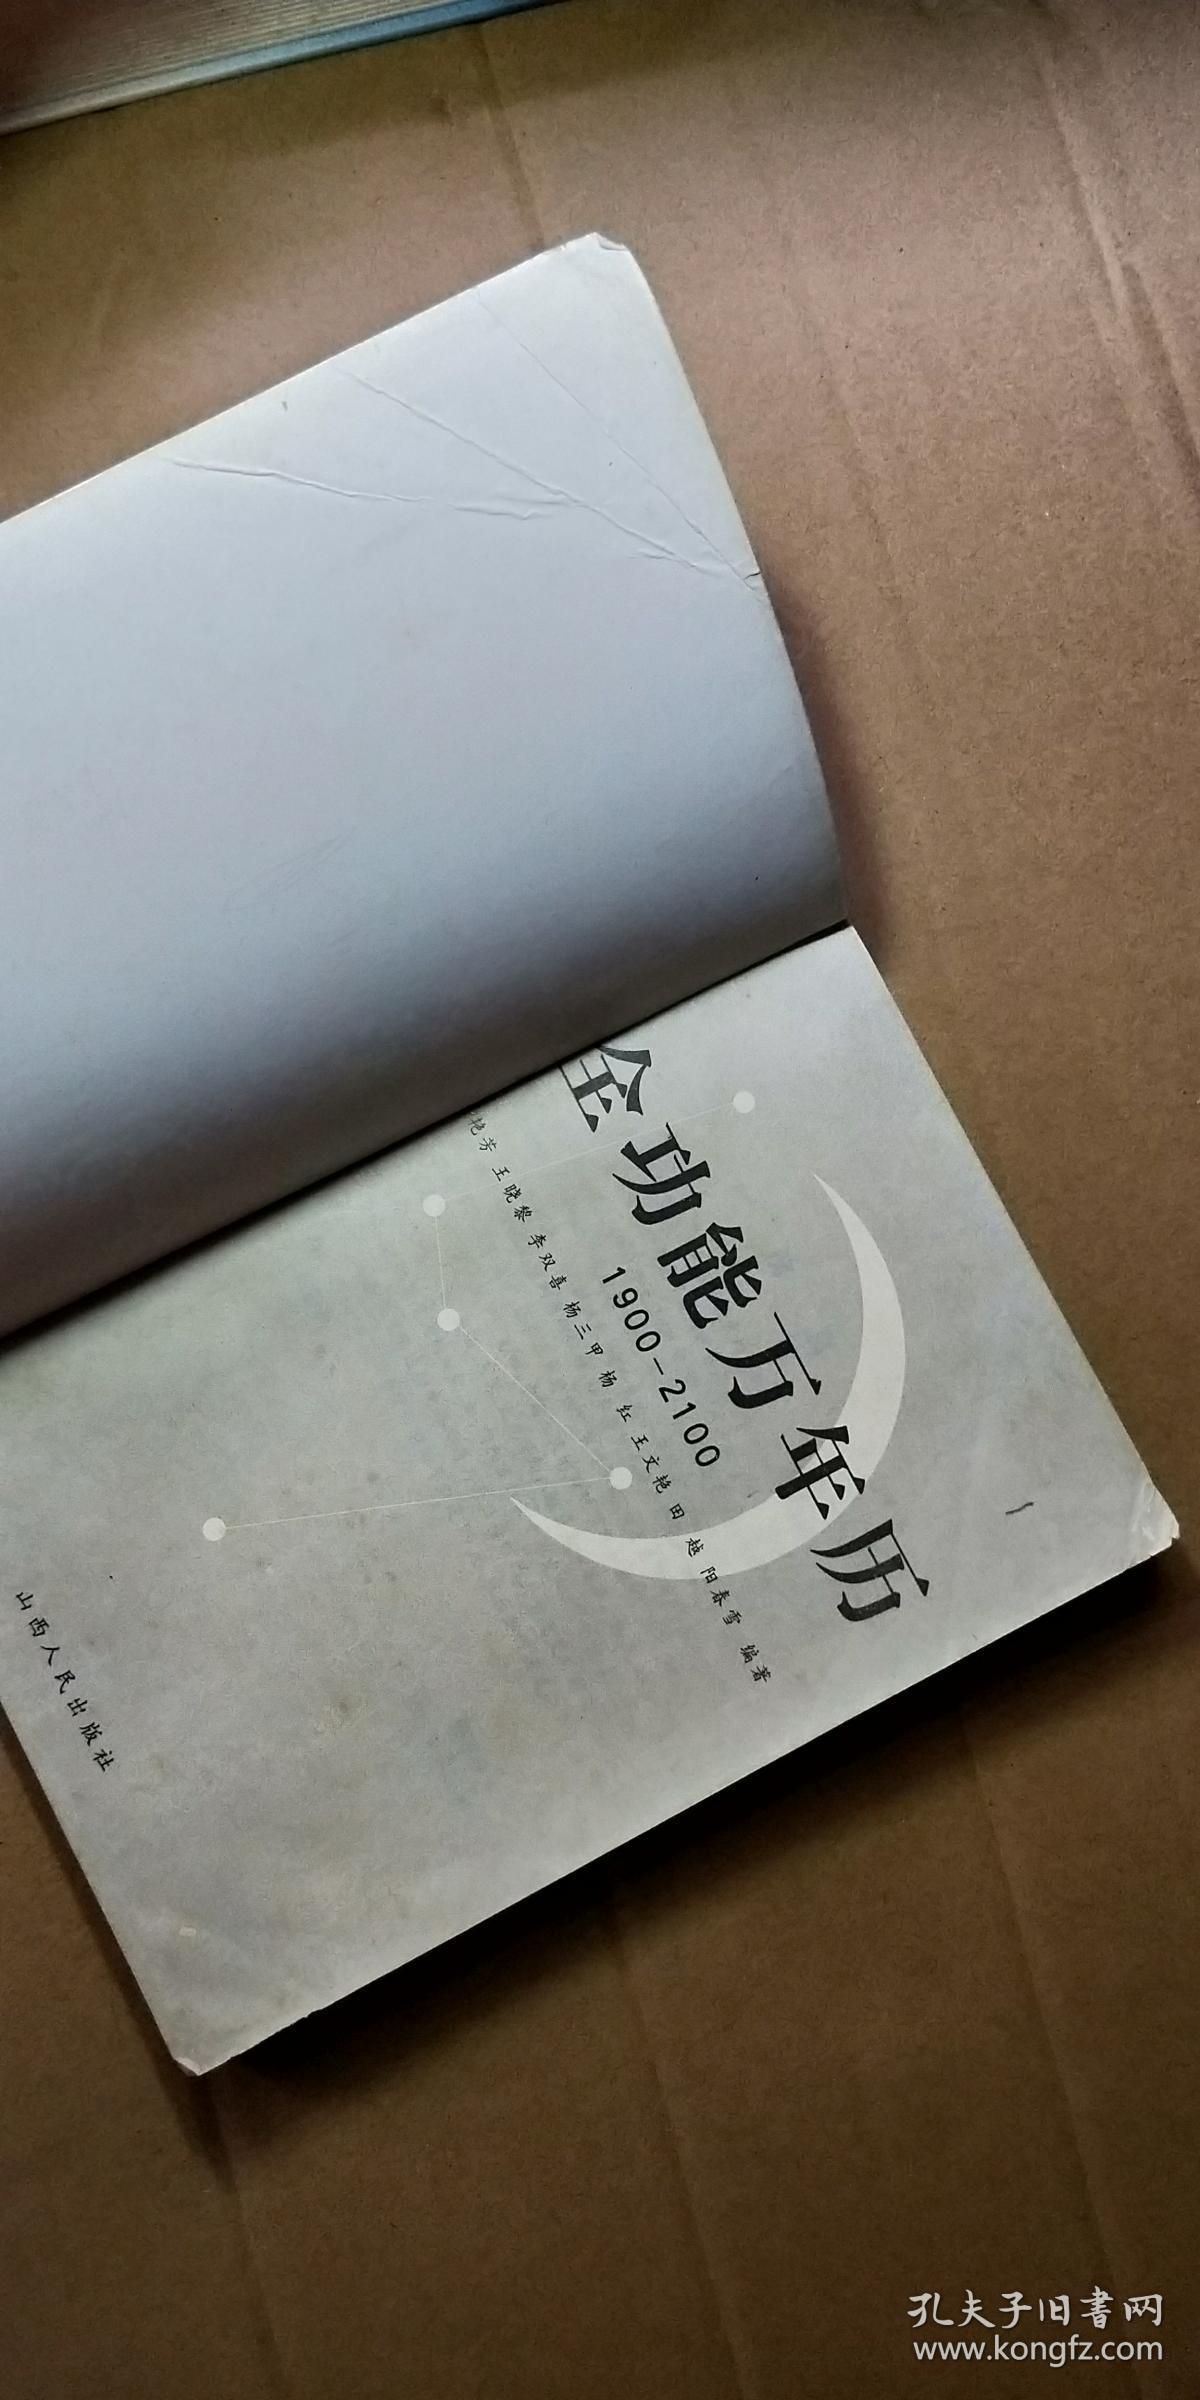 全功能万年历
1900—2100
艳芳 王晓黎 李双喜 杨三甲 杨 红 王文艳 田 越 阳春雪 编著
山西人民出版社
孔夫子旧书网
www.kongfz.com